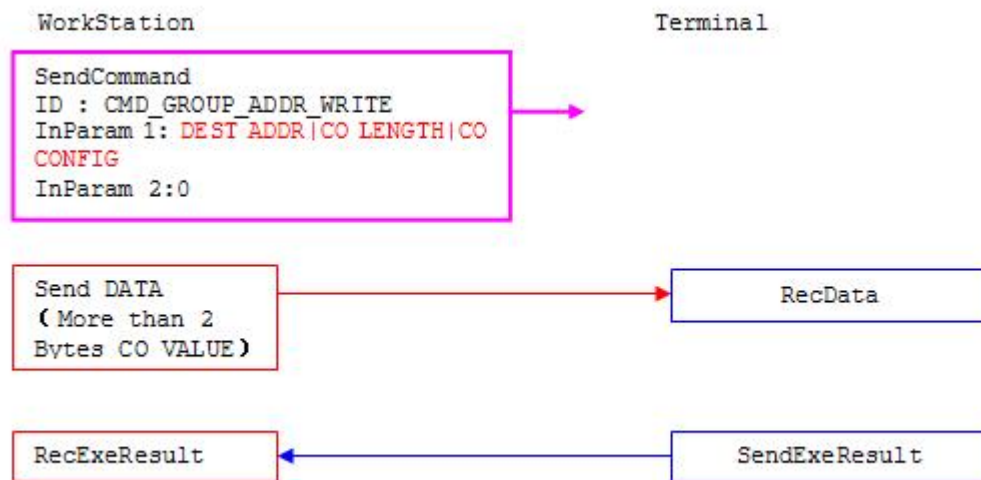 WorkStation
Terminal
SendCommand
ID : CMD_GROUP_ADDR_WRITE
InParam 1: DEST ADDR|CO LENGTH|CO
CONFIG
InParam 2:0
Send DATA
(More than 2
Bytes CO VALUE)
RecData
RecExeResult
SendExeResult